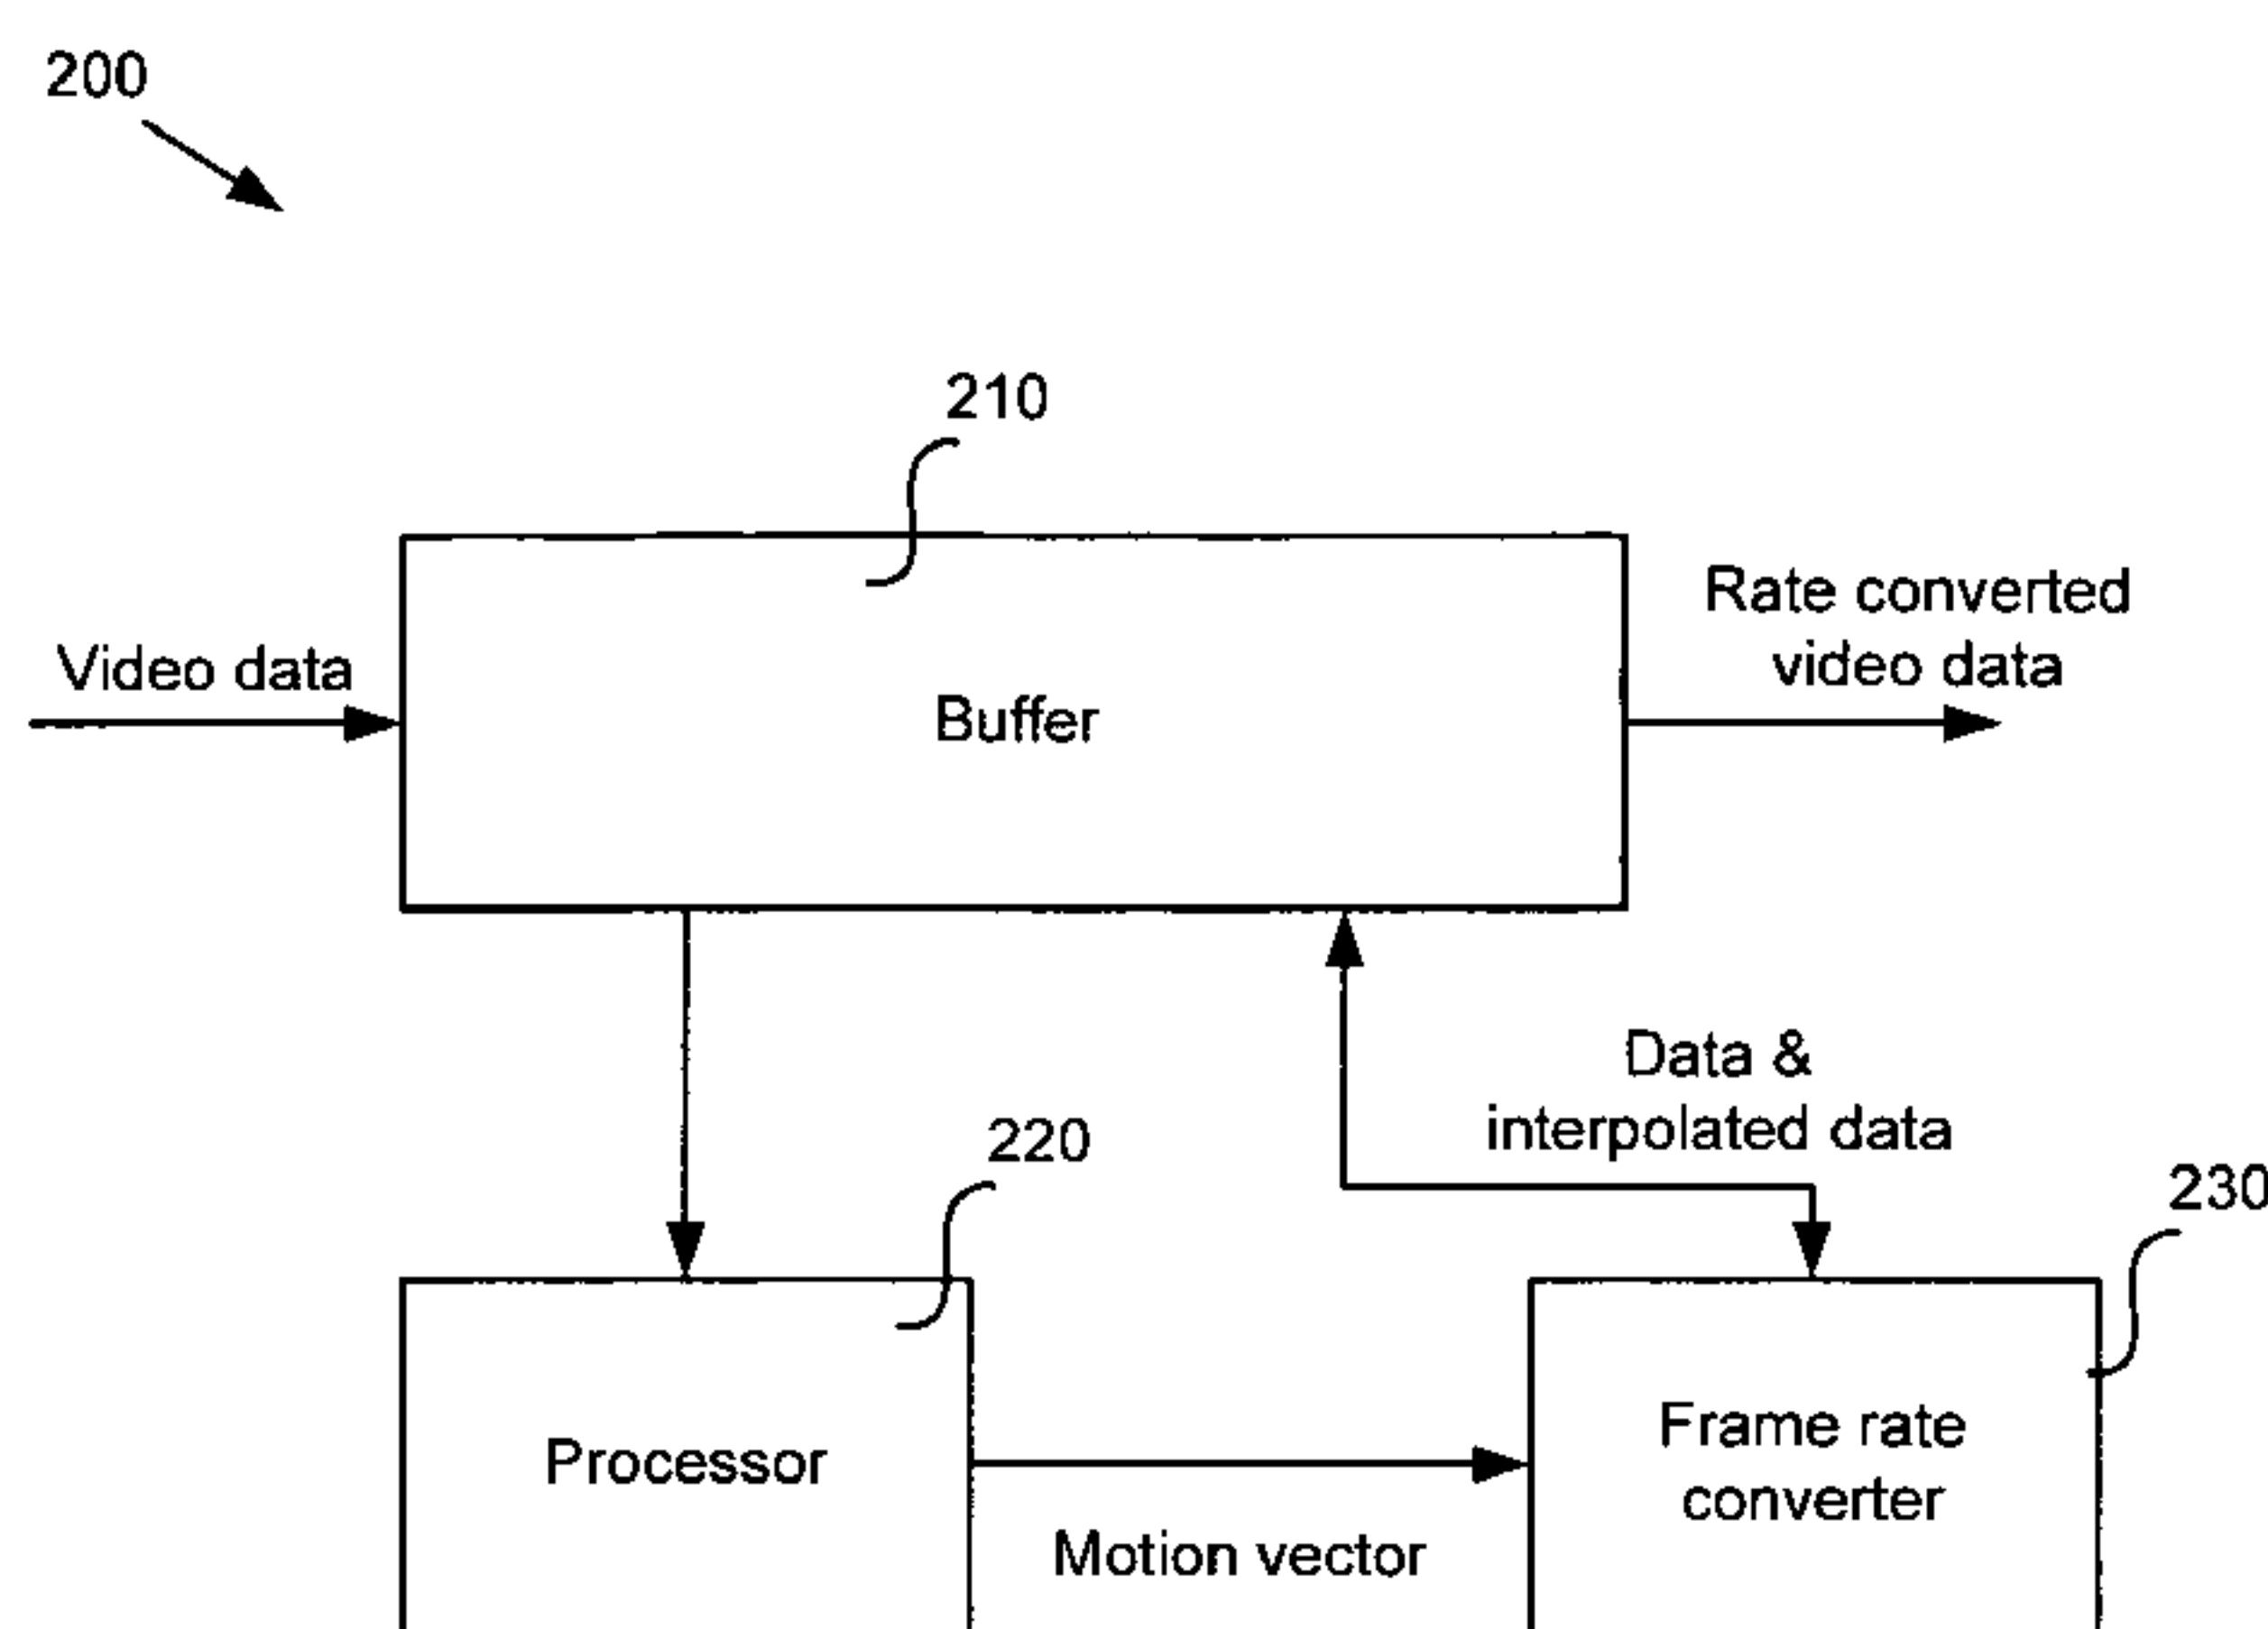 200
210
Video data
Buffer
Rate converted
video data
Data &
interpolated data
220
230
Processor
Motion vector
Frame rate
converter